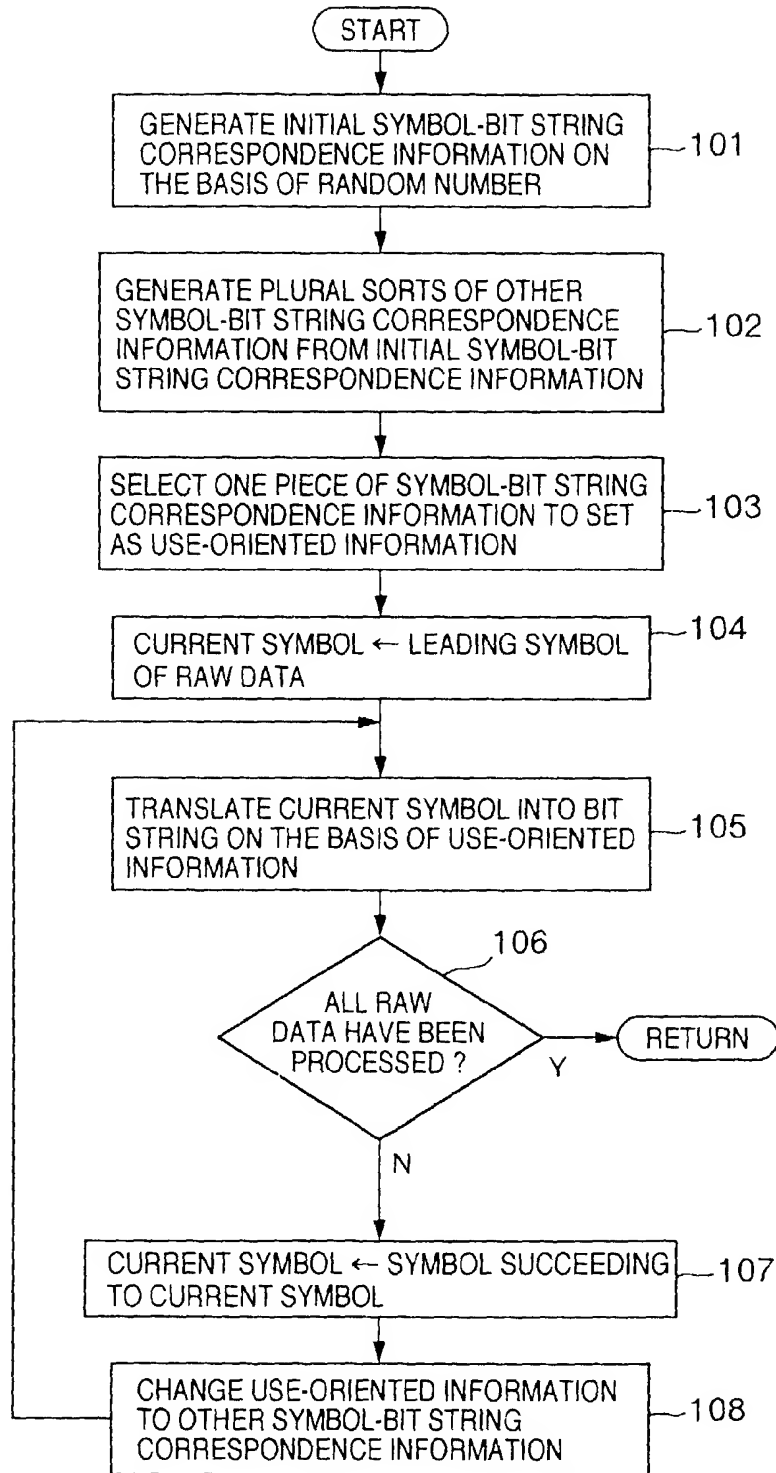 START
GENERATE INITIAL SYMBOL-BIT STRING
CORRESPONDENCE INFORMATION ON
THE BASIS OF RANDOM NUMBER
101
GENERATE PLURAL SORTS OF OTHER
SYMBOL-BIT STRING CORRESPONDENCE
INFORMATION FROM INITIAL SYMBOL-BIT
STRING CORRESPONDENCE INFORMATION
102
SELECT ONE PIECE OF SYMBOL-BIT STRING
CORRESPONDENCE INFORMATION TO SET
AS USE-ORIENTED INFORMATION
103
CURRENT SYMBOL ← LEADING SYMBOL
OF RAW DATA
104
TRANSLATE CURRENT SYMBOL INTO BIT
STRING ON THE BASIS OF USE-ORIENTED
INFORMATION
105
106
ALL RAW
DATA HAVE BEEN
PROCESSED ?
Y
RETURN
N
CURRENT SYMBOL ← SYMBOL SUCCEEDING
TO CURRENT SYMBOL
107
CHANGE USE-ORIENTED INFORMATION
TO OTHER SYMBOL-BIT STRING
CORRESPONDENCE INFORMATION
108